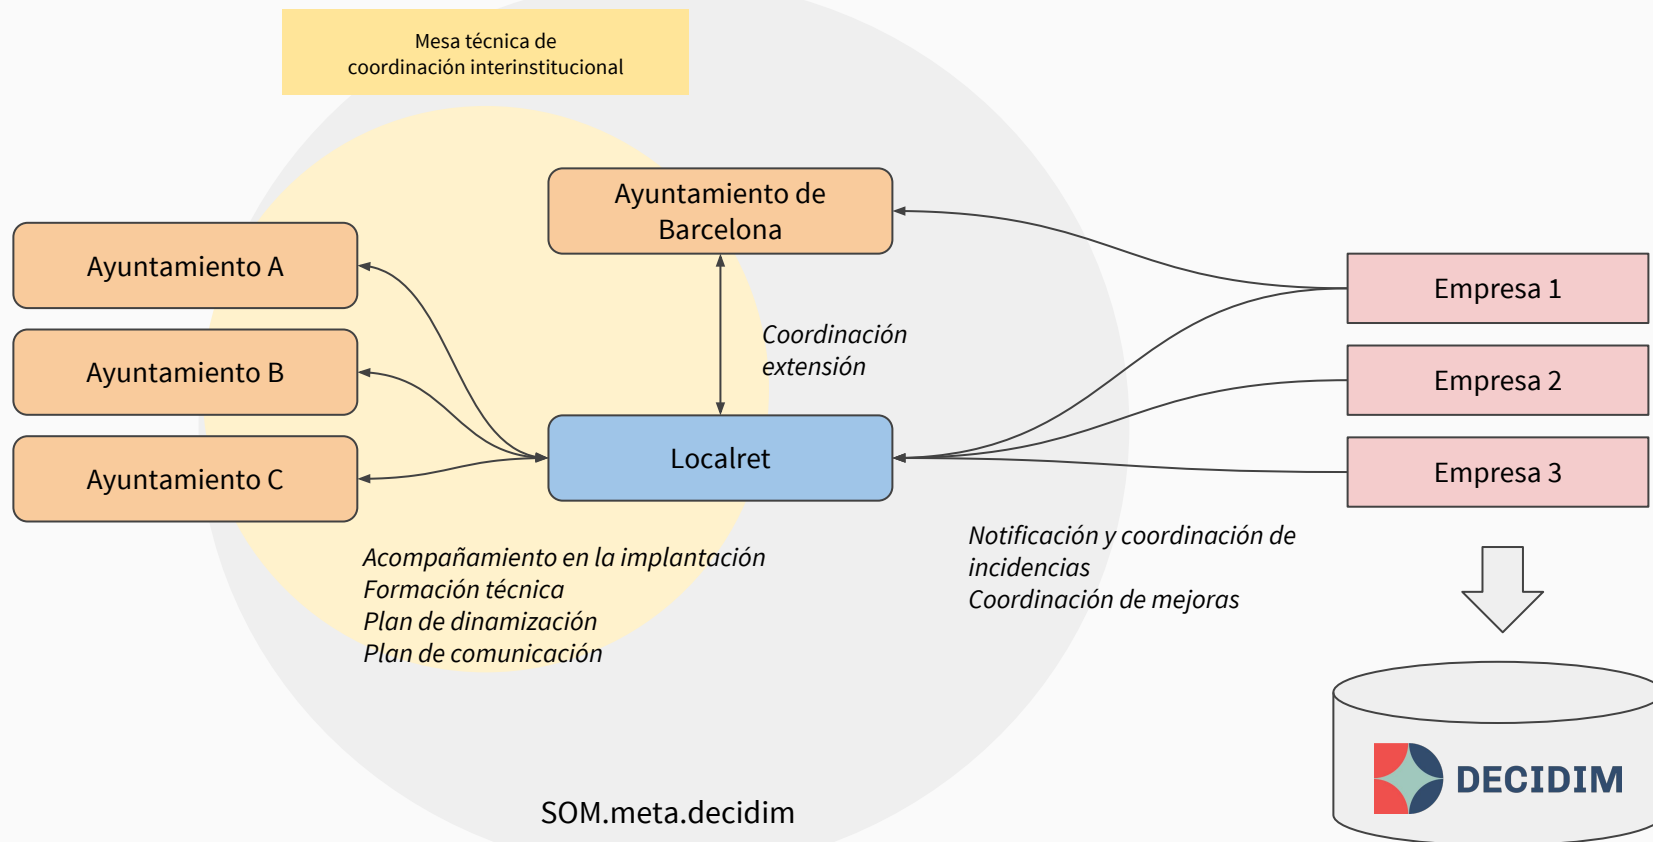 Mesa técnica de
coordinación interinstitucional
Ayuntamiento de
Barcelona
Ayuntamiento A
Ayuntamiento B
Ayuntamiento C
Coordinación
extensión
Localret
Empresa 1
Empresa 2
Empresa 3
Acompañamiento en la implantación
Formación técnica
Plan de dinamización
Plan de comunicación
Notificación y coordinación de
incidencias
Coordinación de mejoras
DECIDIM
SOM.meta.decidim